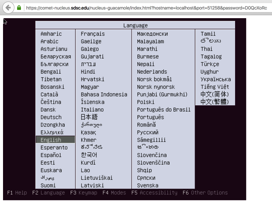 https://comet-nucleus.sdsc.edu/nucleus-guacamole/index.html?hostname=localhost&port=51268&password=D0QckoRc
Language
Amharic Français Македонски Tamil
Arabic Gaeilge Malayalam తెలుగు
Asturianu Galego Marathi Thai
Беларуская ગુજરાતી Burmese Tagalog
Български עברית Nepali Türkçe
Bengali Hindi Nederlands Uyghur
Tibetan Hrvatski Norsk bokmål Українська
Bosanski Magyar Norsk nynorsk Tiếng Việt
Català Bahasa Indonesia Punjabi (Gurmukhi) 中文(简体)
Čeština Íslenska Polski 中文(繁體)
Dansk Italiano Português do Brasil
Deutsch 日本語 Português
Dzongkha ქართული Română
Ελληνικά Қазақ Русский
English Khmer Sámegillii
Esperanto ಕನ್ನಡ සිංහල
Español 한국어 Slovenčina
Eesti Kurdî Slovenščina
Euskara Lao Shqip
ﻓﺎﺭﺳﯽ Lietuviškai Српски
Suomi Latviski Svenska
F1 Help F2 Language F3 Keymap F4 Modes F5 Accessibility F6 Other Options